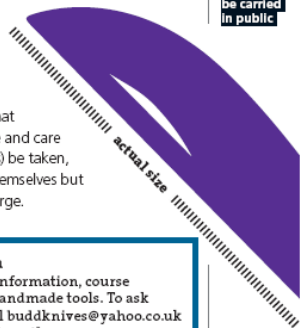 be carried
in public
actual size
at
and care
) be taken,
emselves but
rge.
nformation, course
andmade tools. To ask
l buddknives@yahoo.co.uk